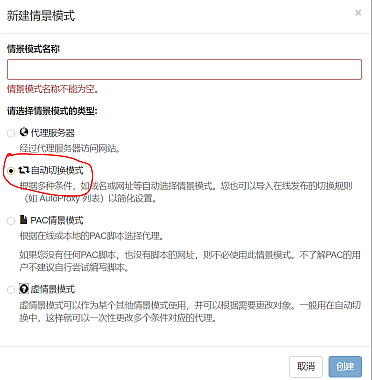 新建情景模式
×
情景模式名称
情景模式名称不能为空。
请选择情景模式的类型:
代理服务器
经过代理服务器访问网站。
自动切换模式
根据多种条件，如域名或网址等自动选择情景模式。您也可以导入在线发布的切换规则
（如 AutoProxy 列表）以简化设置。
PAC情景模式
根据在线或本地的PAC脚本选择代理。
如果您没有任何PAC脚本，也没有脚本的网址，则不必使用此情景模式。不了解PAC的用
户不建议自行尝试编写脚本。
虚情景模式
虚情景模式可以作为某个其他情景模式使用，并可以根据需要更改对象。一般用在自动切
换中，这样就可以一次性更改多个条件对应的代理。
取消
创建